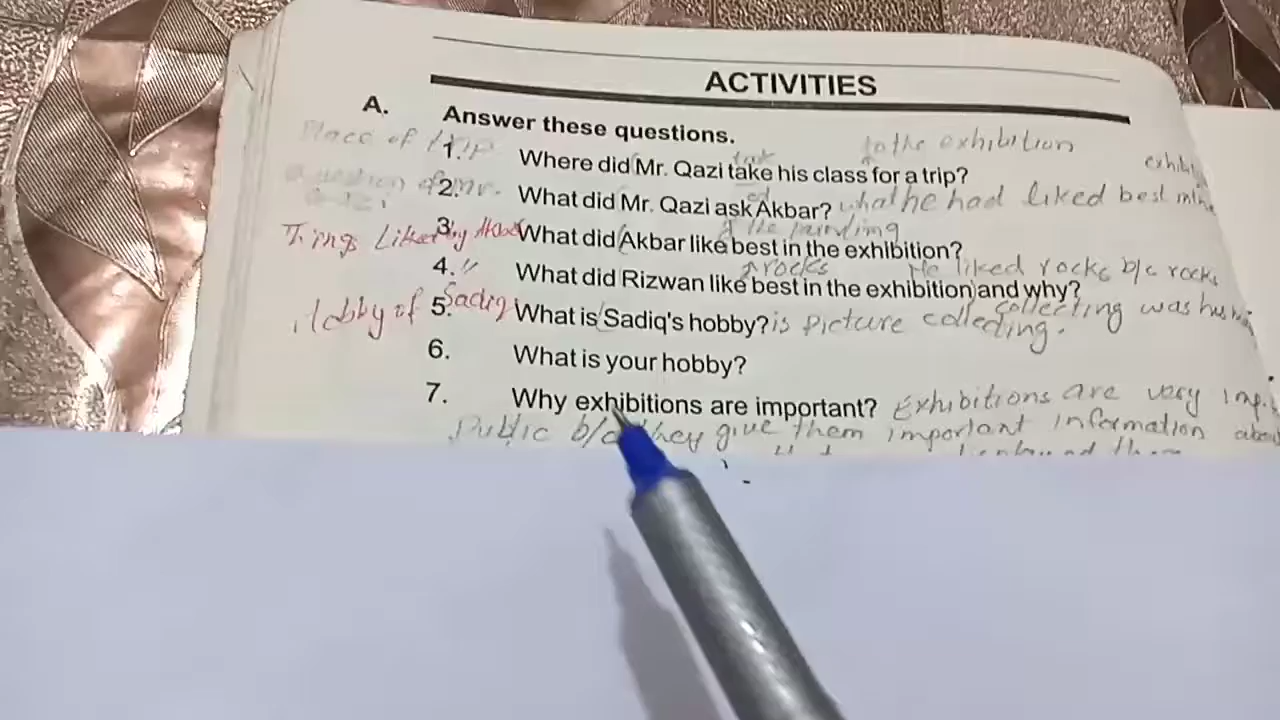 ACTIVITIES
A. Answer these questions.
Place of trip 1. Where did Mr. Qazi take his class for a trip? to the exhibition
2. What did Mr. Qazi ask Akbar? what he had liked best in the
Things Liked by Akbar 3. What did Akbar like best in the exhibition? the painting
4. What did Rizwan like best in the exhibition and why? rocks He liked rocks b/c rocks
collecting was his
Hobby of Sadiq 5. What is Sadiq's hobby? is picture collecting.
6. What is your hobby?
7. Why exhibitions are important? Exhibitions are very imp.
Public b/c they give them important information about